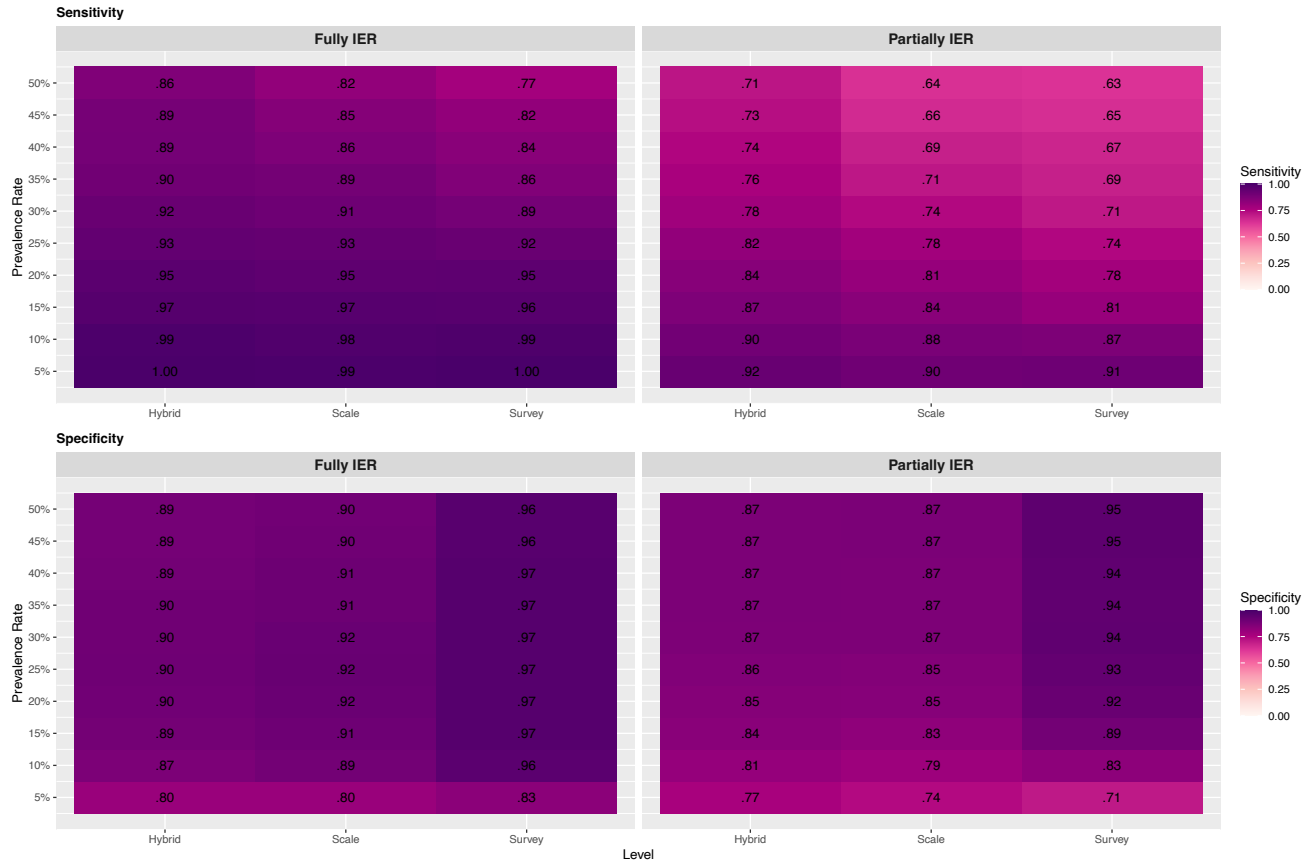 Sensitivity
Fully IER Partially IER
50% .86 .82 .77 .71 .64 .63
45% .89 .85 .82 .73 .66 .65
40% .89 .86 .84 .74 .69 .67
35% .90 .89 .86 .76 .71 .69
30% .92 .91 .89 .78 .74 .71
25% .93 .93 .92 .82 .78 .74
20% .95 .95 .95 .84 .81 .78
15% .97 .97 .96 .87 .84 .81
10% .99 .98 .99 .90 .88 .87
5% 1.00 .99 1.00 .92 .90 .91
Hybrid Scale Survey Hybrid Scale Survey
Prevalence Rate
Sensitivity
1.00
0.75
0.50
0.25
0.00
Specificity
Fully IER Partially IER
50% .89 .90 .96 .87 .87 .95
45% .89 .90 .96 .87 .87 .95
40% .89 .91 .97 .87 .87 .94
35% .90 .91 .97 .87 .87 .94
30% .90 .92 .97 .87 .87 .94
25% .90 .92 .97 .86 .85 .93
20% .90 .92 .97 .85 .85 .92
15% .89 .91 .97 .84 .83 .89
10% .87 .89 .96 .81 .79 .83
5% .80 .80 .83 .77 .74 .71
Hybrid Scale Survey Hybrid Scale Survey
Prevalence Rate
Level
Specificity
1.00
0.75
0.50
0.25
0.00